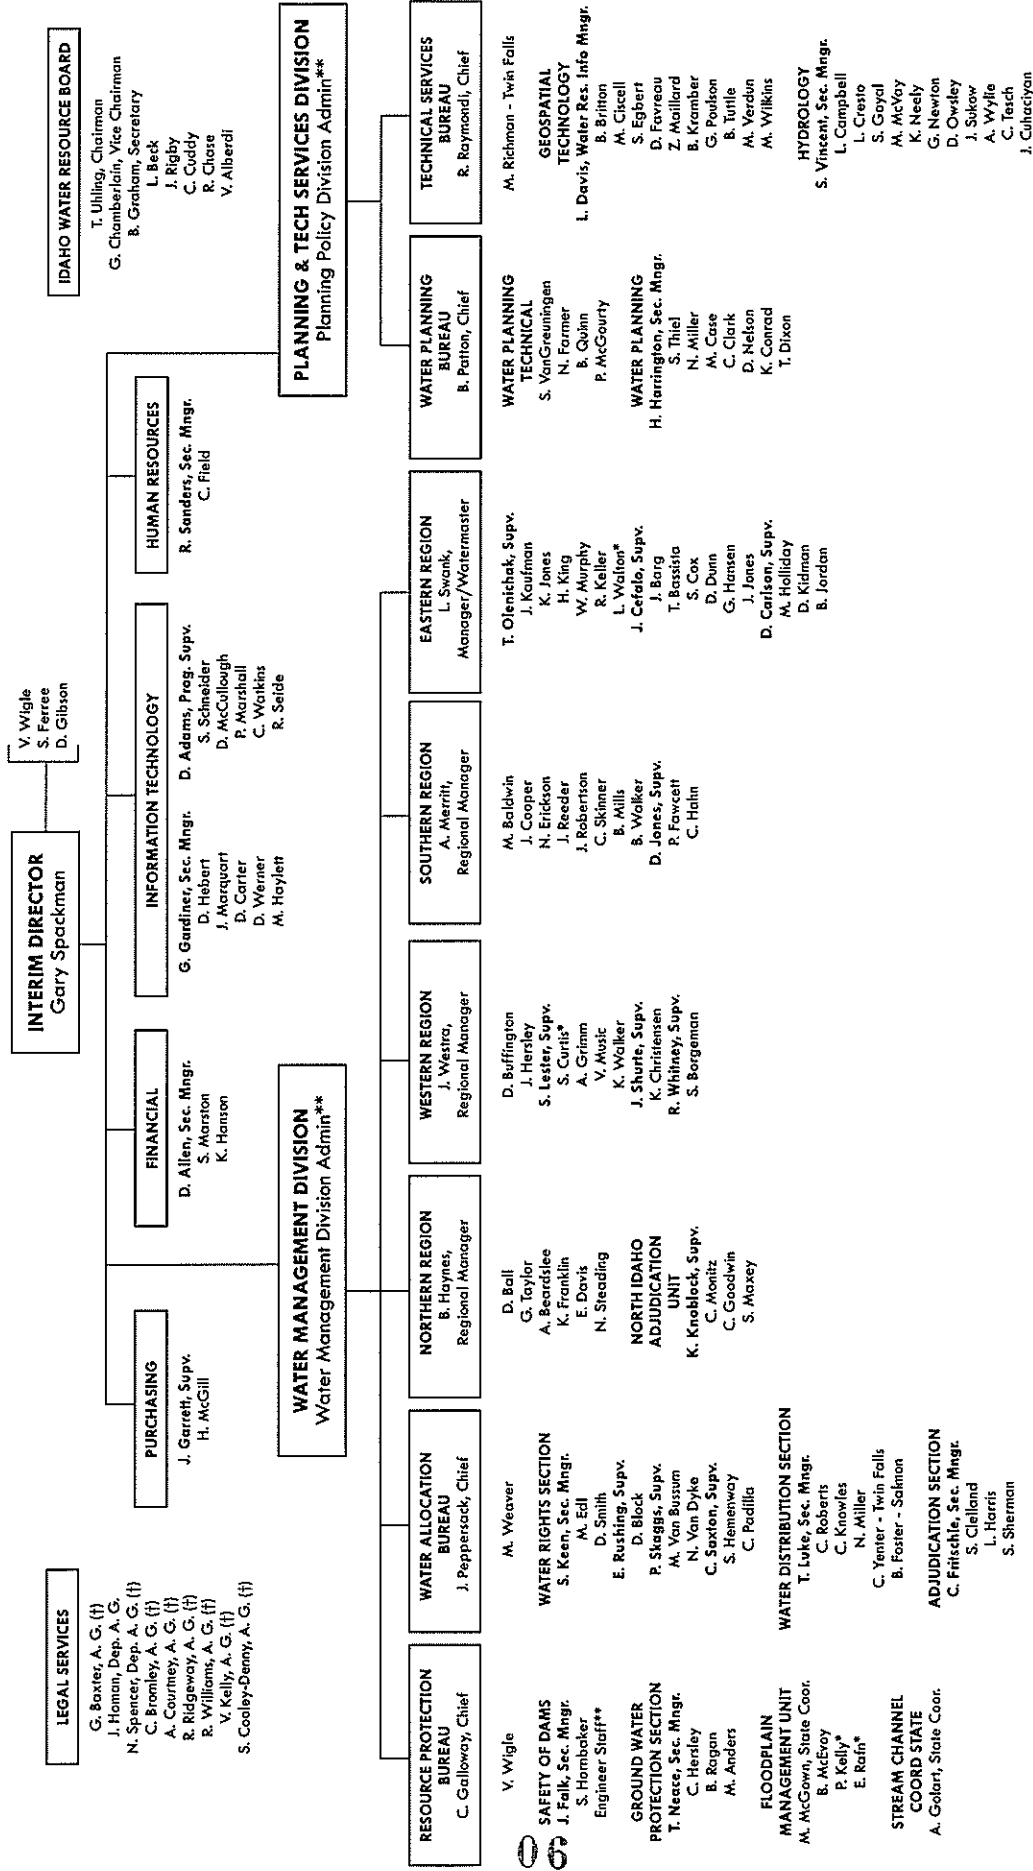 INTERIM DIRECTOR
Gary Spackman
V. Wigle
S. Ferree
D. Gibson
LEGAL SERVICES
G. Baxter, A. G. (†)
J. Homan, Dep. A. G.
N. Spencer, Dep. A. G. (†)
C. Bromley, A. G. (†)
A. Courtney, A. G. (†)
R. Ridgeway, A. G. (†)
R. Williams, A. G. (†)
V. Kelly, A. G. (†)
S. Cooley-Denny, A. G. (†)
PURCHASING
J. Garrett, Supv.
H. McGill
FINANCIAL
D. Allen, Sec. Mngr.
S. Marston
K. Hanson
INFORMATION TECHNOLOGY
G. Gardiner, Sec. Mngr.
D. Hebert
J. Marquart
D. Carter
D. Werner
M. Haylett
D. Adams, Prog. Supv.
S. Schneider
D. McCullough
P. Marshall
C. Watkins
R. Seide
HUMAN RESOURCES
R. Sanders, Sec. Mngr.
C. Field
IDAHO WATER RESOURCE BOARD
T. Uhling, Chairman
G. Chamberlain, Vice Chairman
B. Graham, Secretary
L. Beck
J. Rigby
C. Cuddy
R. Chase
V. Alberdi
WATER MANAGEMENT DIVISION
Water Management Division Admin**
PLANNING & TECH SERVICES DIVISION
Planning Policy Division Admin**
RESOURCE PROTECTION
BUREAU
C. Galloway, Chief
V. Wigle
SAFETY OF DAMS
J. Falk, Sec. Mngr.
S. Hornbaker
Engineer Staff**
GROUND WATER
PROTECTION SECTION
T. Neace, Sec. Mngr.
C. Hersley
B. Ragan
M. Anders
FLOODPLAIN
MANAGEMENT UNIT
M. McGown, State Coor.
B. McEvoy
P. Kelly*
E. Rafn*
STREAM CHANNEL
COORD STATE
A. Golart, State Coor.
WATER ALLOCATION
BUREAU
J. Peppersack, Chief
M. Weaver
WATER RIGHTS SECTION
S. Keen, Sec. Mngr.
M. Edl
D. Smith
E. Rushing, Supv.
D. Block
P. Skaggs, Supv.
M. Van Bussum
N. Van Dyke
C. Saxton, Supv.
S. Hemenway
C. Padilla
WATER DISTRIBUTION SECTION
T. Luke, Sec. Mngr.
C. Roberts
C. Knowles
N. Miller
C. Yenter - Twin Falls
B. Foster - Salmon
ADJUDICATION SECTION
C. Fritschle, Sec. Mngr.
S. Clelland
L. Harris
S. Sherman
NORTHERN REGION
B. Haynes,
Regional Manager
D. Ball
G. Taylor
A. Beardslee
K. Franklin
E. Davis
N. Steading
NORTH IDAHO
ADJUDICATION
UNIT
K. Knoblock, Supv.
C. Monitz
C. Goodwin
S. Maxey
WESTERN REGION
J. Westra,
Regional Manager
D. Buffington
J. Hersley
S. Lester, Supv.
S. Curtis*
A. Grimm
V. Music
K. Walker
J. Shurte, Supv.
K. Christensen
R. Whitney, Supv.
S. Borgeman
SOUTHERN REGION
A. Merritt,
Regional Manager
M. Baldwin
J. Cooper
N. Erickson
J. Reeder
J. Robertson
C. Skinner
B. Mills
B. Walker
D. Jones, Supv.
P. Fawcett
C. Hahn
EASTERN REGION
L. Swank,
Manager/Watermaster
T. Olenichak, Supv.
J. Kaufman
K. Jones
H. King
W. Murphy
R. Keller
L. Walton*
J. Cefalo, Supv.
J. Barg
T. Bassista
S. Cox
D. Dunn
G. Hansen
J. Jones
D. Carlson, Supv.
M. Holliday
D. Kidman
B. Jordan
WATER PLANNING
BUREAU
B. Patton, Chief
WATER PLANNING
TECHNICAL
S. VanGreuningen
N. Farmer
B. Quinn
P. McGourty
WATER PLANNING
H. Harrington, Sec. Mngr.
S. Thiel
N. Miller
M. Case
C. Clark
D. Nelson
K. Conrad
T. Dixon
TECHNICAL SERVICES
BUREAU
R. Raymondi, Chief
M. Richman - Twin Falls
GEOSPATIAL
TECHNOLOGY
L. Davis, Water Res. Info Mngr.
B. Britton
M. Ciscell
S. Egbert
D. Favreau
Z. Maillard
B. Kramber
G. Poulson
B. Tuttle
M. Verdun
M. Wilkins
HYDROLOGY
S. Vincent, Sec. Mngr.
L. Campbell
L. Cresto
S. Goyal
M. McVay
K. Neely
G. Newton
D. Owsley
J. Sukow
A. Wylie
C. Tesch
J. Cuhaciyan
90